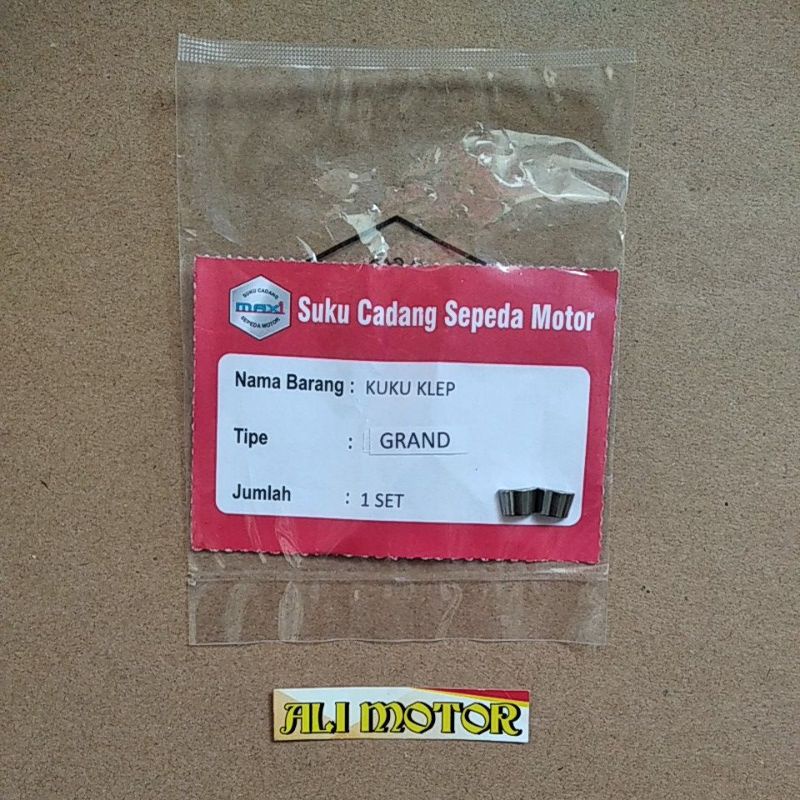 SUKU CADANG
maxi
SEPEDA MOTOR
Suku Cadang Sepeda Motor
Nama Barang : KUKU KLEP
Tipe : GRAND
Jumlah : 1 SET
ALI MOTOR